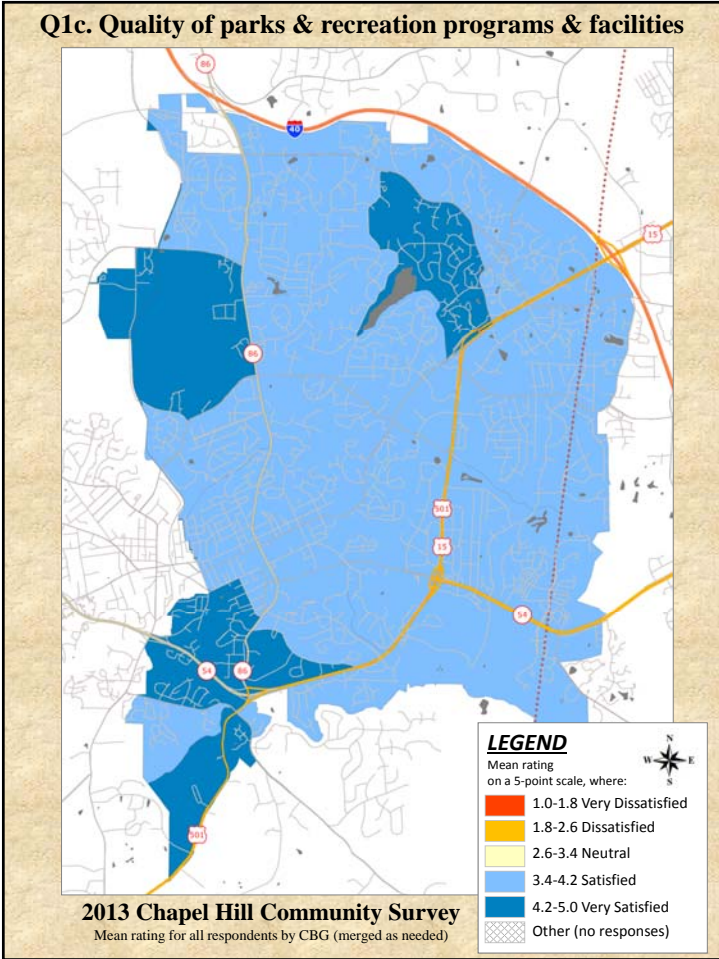 Q1c. Quality of parks & recreation programs & facilities
86
40
15
86
501
15
54
54
86
501
LEGEND
Mean rating
on a 5-point scale, where:
N
W E
S
1.0-1.8 Very Dissatisfied
1.8-2.6 Dissatisfied
2.6-3.4 Neutral
3.4-4.2 Satisfied
4.2-5.0 Very Satisfied
Other (no responses)
2013 Chapel Hill Community Survey
Mean rating for all respondents by CBG (merged as needed)